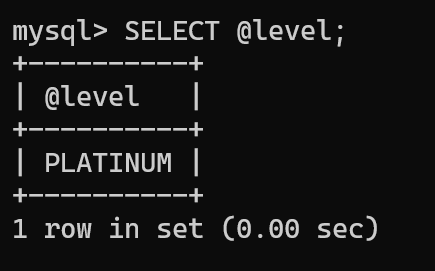 mysql> SELECT @level;
+----------+
| @level   |
+----------+
| PLATINUM |
+----------+
1 row in set (0.00 sec)